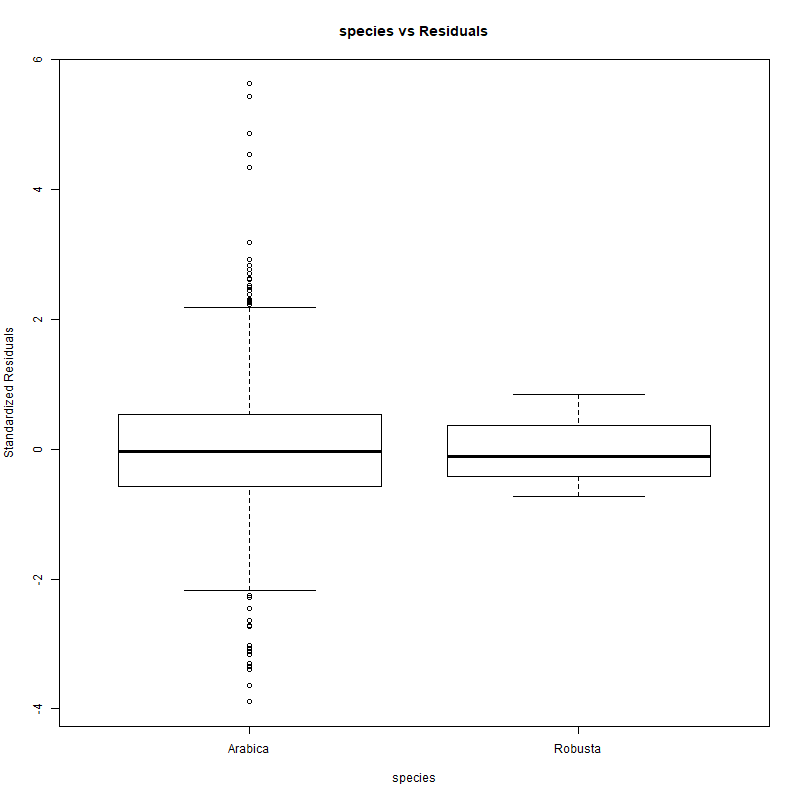 species vs Residuals
6
4
2
0
-2
-4
Standardized Residuals
Arabica
Robusta
species